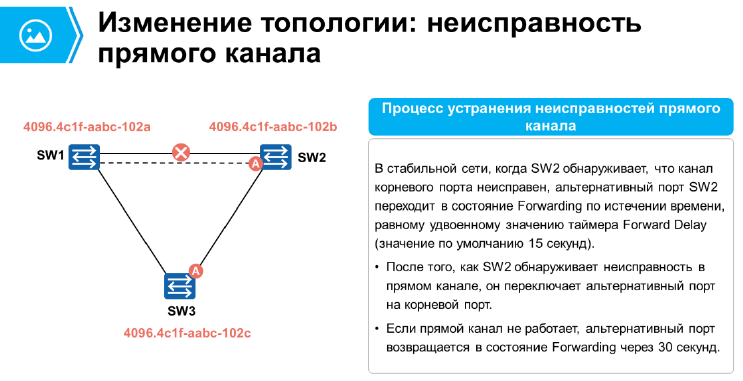 Изменение топологии: неисправность
прямого канала
4096.4c1f-aabc-102a
4096.4c1f-aabc-102b
SW1
SW2
A
A
SW3
4096.4c1f-aabc-102c
Процесс устранения неисправностей прямого
канала
В стабильной сети, когда SW2 обнаруживает, что канал
корневого порта неисправен, альтернативный порт SW2
переходит в состояние Forwarding по истечении времени,
равному удвоенному значению таймера Forward Delay
(значение по умолчанию 15 секунд).
• После того, как SW2 обнаруживает неисправность в
прямом канале, он переключает альтернативный порт
на корневой порт.
• Если прямой канал не работает, альтернативный порт
возвращается в состояние Forwarding через 30 секунд.